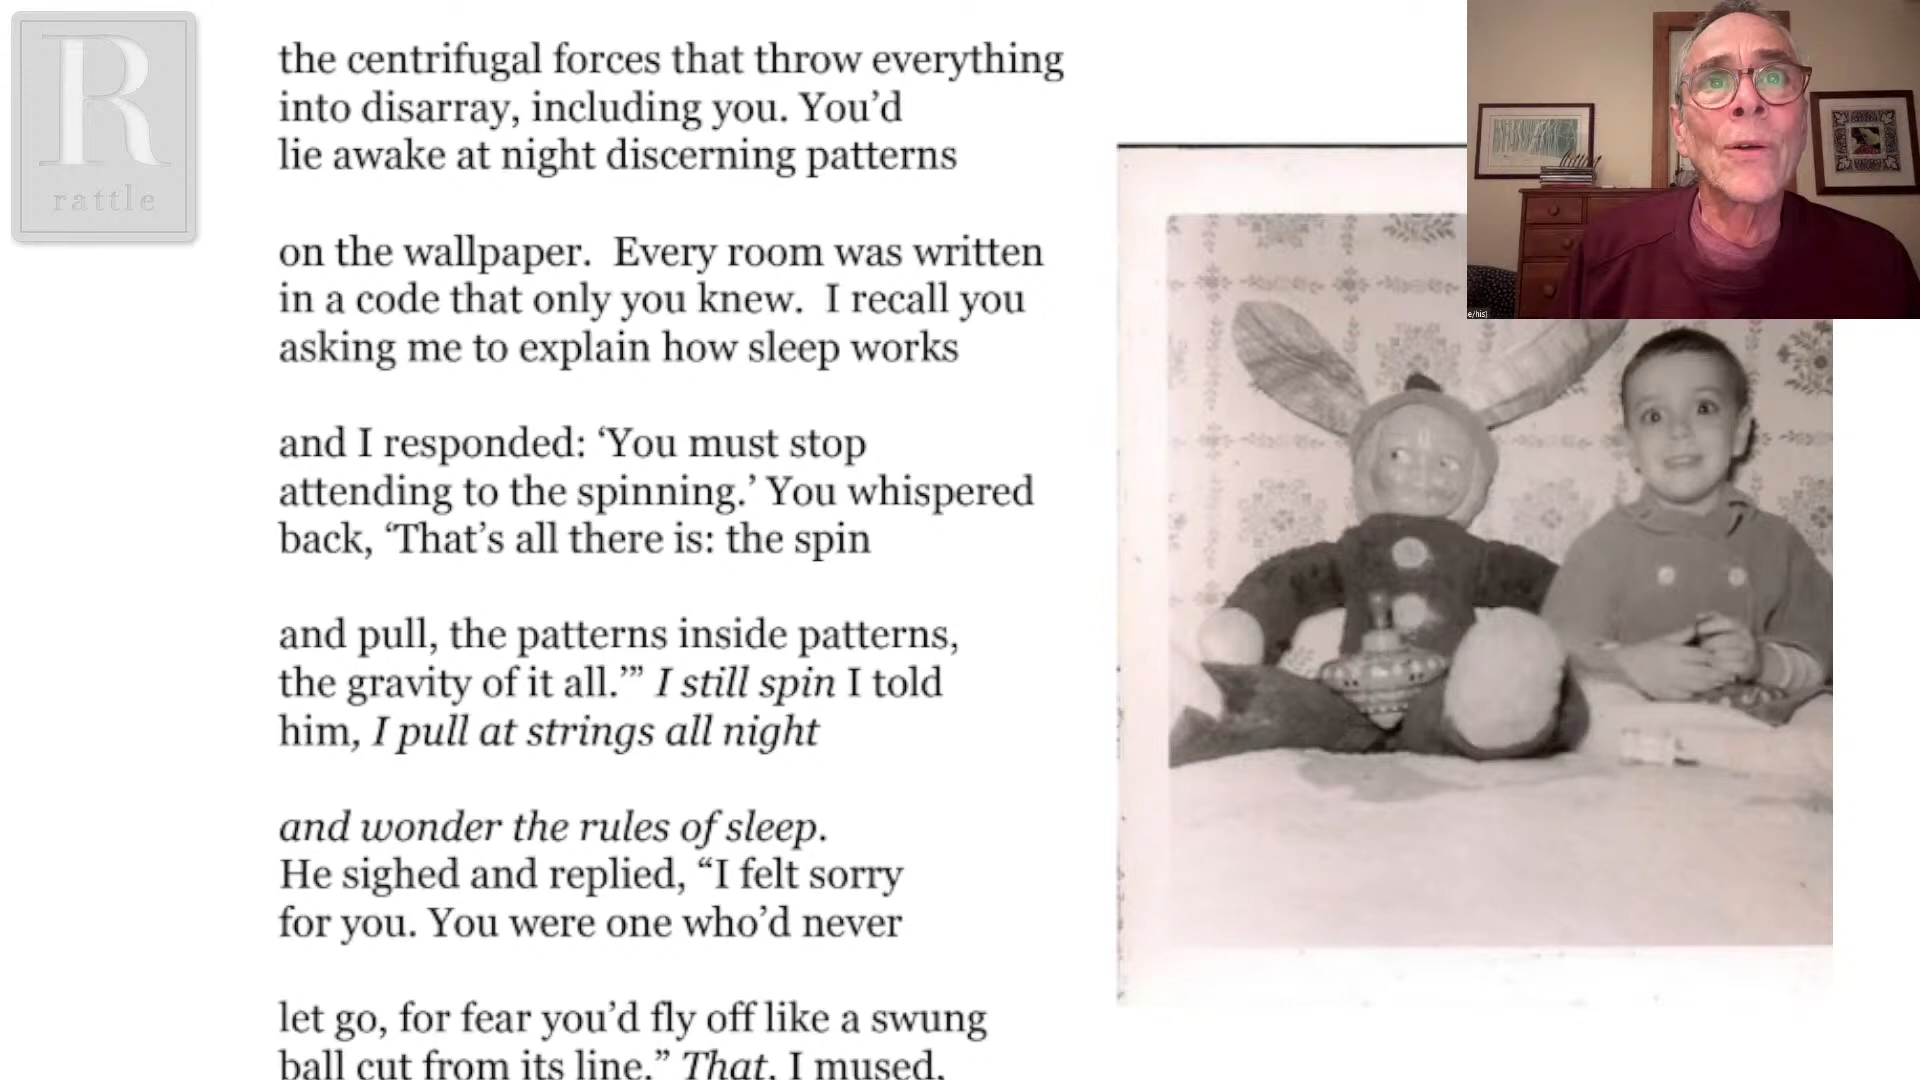 R
rattle
the centrifugal forces that throw everything
into disarray, including you. You’d
lie awake at night discerning patterns
on the wallpaper.  Every room was written
in a code that only you knew.  I recall you
asking me to explain how sleep works
and I responded: ‘You must stop
attending to the spinning.’ You whispered
back, ‘That’s all there is: the spin
and pull, the patterns inside patterns,
the gravity of it all.’” I still spin I told
him, I pull at strings all night
and wonder the rules of sleep.
He sighed and replied, “I felt sorry
for you. You were one who’d never
let go, for fear you’d fly off like a swung
ball cut from its line.” That, I mused,
e/his)